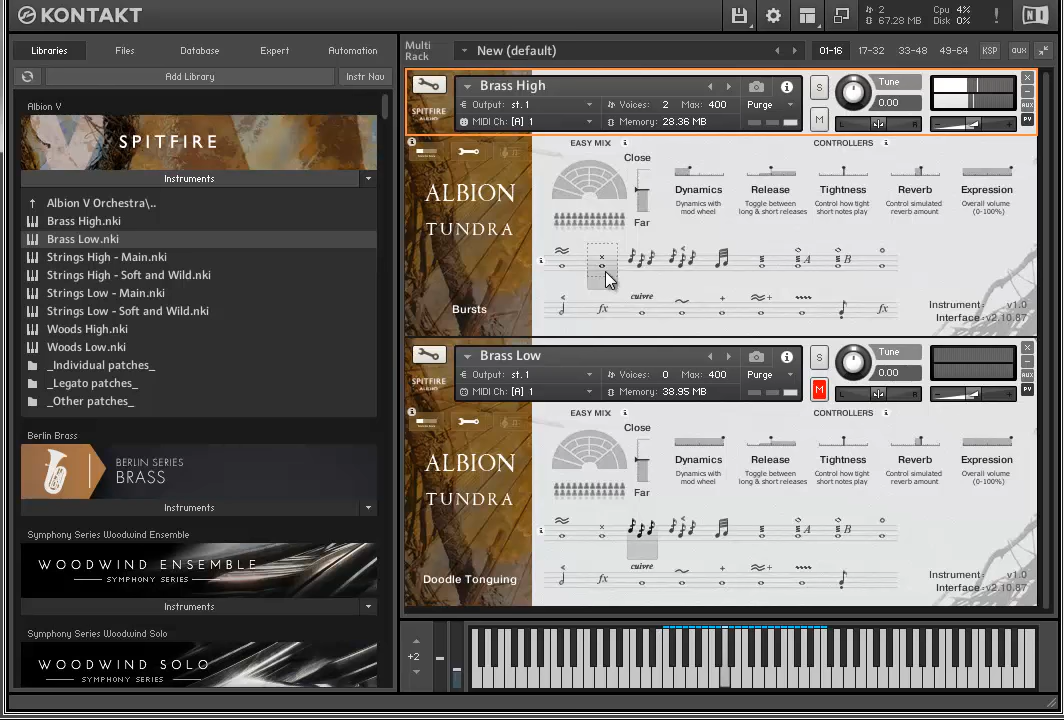 KONTAKT
2
67.28 MB
Cpu 4%
Disk 0%
!
Libraries
Files
Database
Expert
Automation
Add Library
Instr Nav
Multi Rack
New (default)
01-16
17-32
33-48
49-64
KSP
aux
Albion V
SPITFIRE
Instruments
Albion V Orchestra\..
Brass High.nki
Brass Low.nki
Strings High - Main.nki
Strings High - Soft and Wild.nki
Strings Low - Main.nki
Strings Low - Soft and Wild.nki
Woods High.nki
Woods Low.nki
_Individual patches_
_Legato patches_
_Other patches_
Berlin Brass
BERLIN SERIES
BRASS
Instruments
Symphony Series Woodwind Ensemble
WOODWIND ENSEMBLE
SYMPHONY SERIES
Instruments
Symphony Series Woodwind Solo
WOODWIND SOLO
SYMPHONY SERIES
SPITFIRE
AUDIO
Brass High
Output: st.1
Voices: 2 Max: 400
Purge
MIDI Ch: [A] 1
Memory: 28.36 MB
S
M
Tune
0.00
L
R
AUX
PV
EASY MIX
Close
Far
CONTROLLERS
ALBION
TUNDRA
Dynamics
Dynamics with
mod wheel
Release
Toggle between
long & short releases
Tightness
Control how tight
short notes play
Reverb
Control simulated
reverb amount
Expression
Overall volume
(0-100%)
A
B
fx
cuivre
fx
Bursts
Instrument: v1.0
Interface: v2.10.87
SPITFIRE
AUDIO
Brass Low
Output: st.1
Voices: 0 Max: 400
Purge
MIDI Ch: [A] 1
Memory: 38.95 MB
S
M
Tune
0.00
L
R
AUX
PV
EASY MIX
Close
Far
CONTROLLERS
ALBION
TUNDRA
Dynamics
Dynamics with
mod wheel
Release
Toggle between
long & short releases
Tightness
Control how tight
short notes play
Reverb
Control simulated
reverb amount
Expression
Overall volume
(0-100%)
A
B
fx
cuivre
Doodle Tonguing
Instrument: v1.0
Interface: v2.10.87
+2